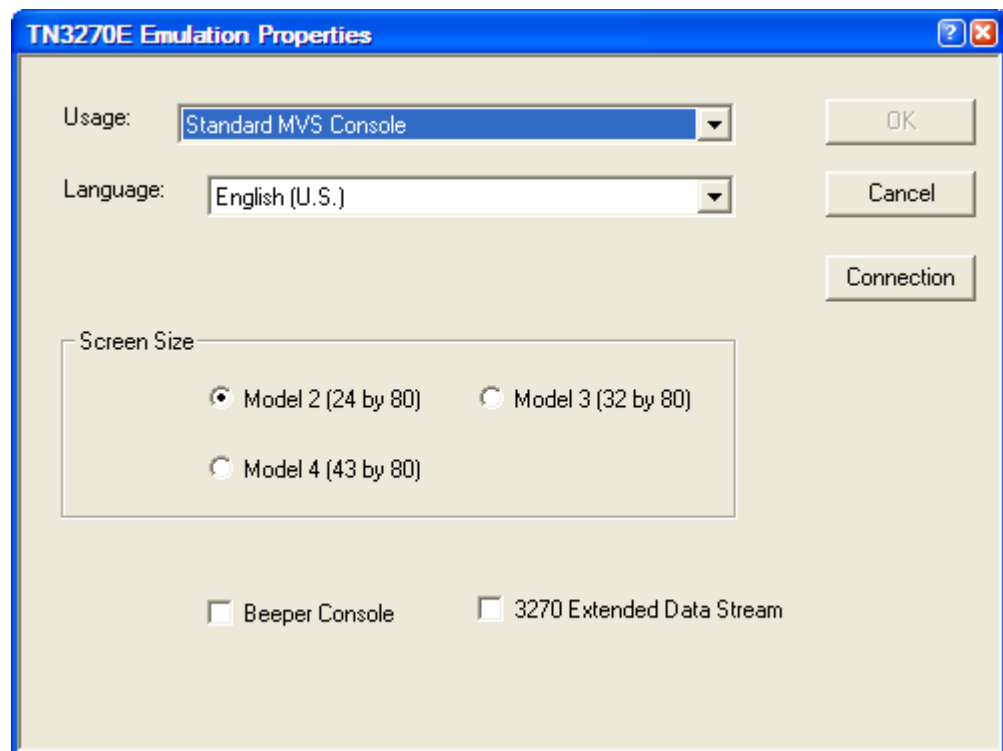 TN3270E Emulation Properties
Usage: Standard MVS Console OK
Language: English (U.S.) Cancel
Connection
Screen Size
Model 2 (24 by 80) Model 3 (32 by 80)
Model 4 (43 by 80)
Beeper Console 3270 Extended Data Stream